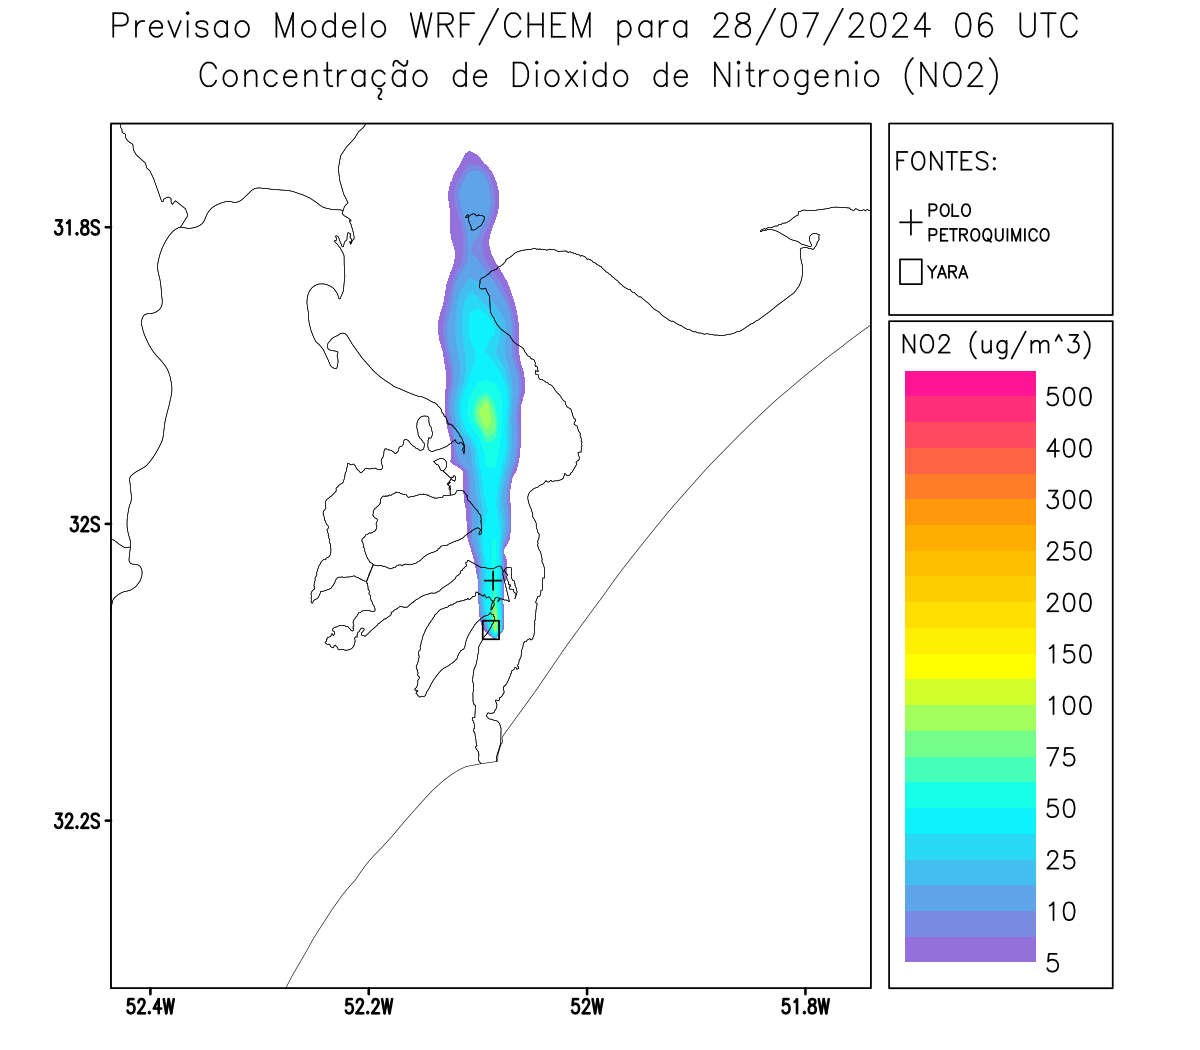 Previsao Modelo WRF/CHEM para 28/07/2024 06 UTC
Concentração de Dioxido de Nitrogenio (NO2)
FONTES:
POLO
PETROQUIMICO
YARA
31.8S
32S
32.2S
52.4W
52.2W
52W
51.8W
NO2 (ug/m^3)
500
400
300
250
200
150
100
75
50
25
10
5